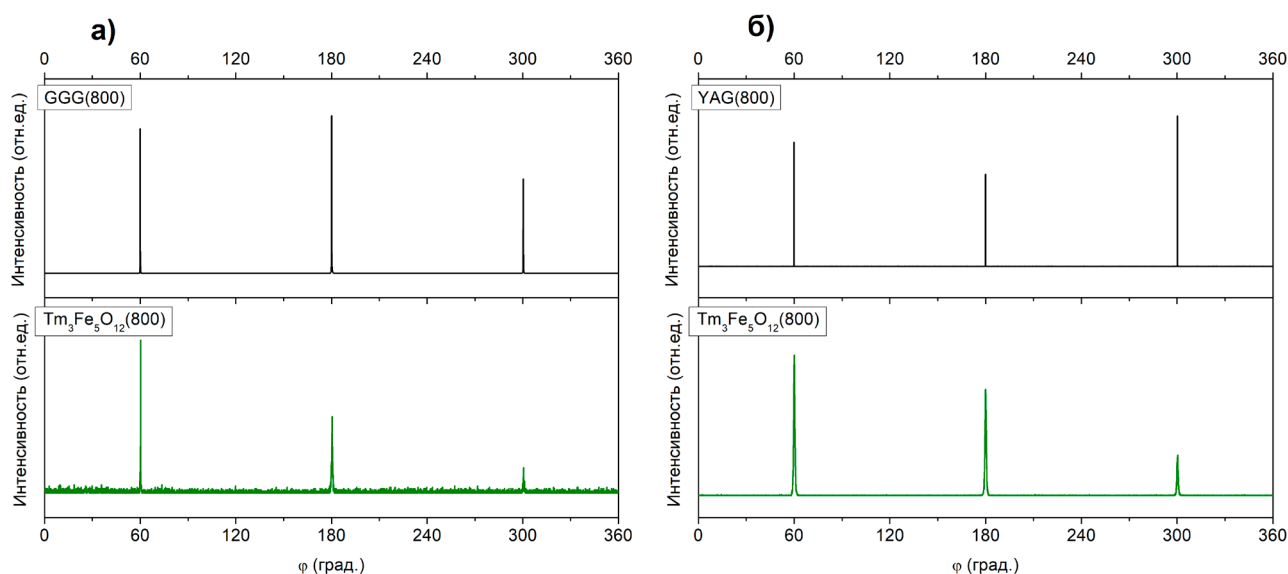 а)
0 60 120 180 240 300 360
GGG(800)
Интенсивность (отн.ед.)
Tm₃Fe₅O₁₂(800)
Интенсивность (отн.ед.)
0 60 120 180 240 300 360
φ (град.)
б)
0 60 120 180 240 300 360
YAG(800)
Интенсивность (отн.ед.)
Tm₃Fe₅O₁₂(800)
Интенсивность (отн.ед.)
0 60 120 180 240 300 360
φ (град.)